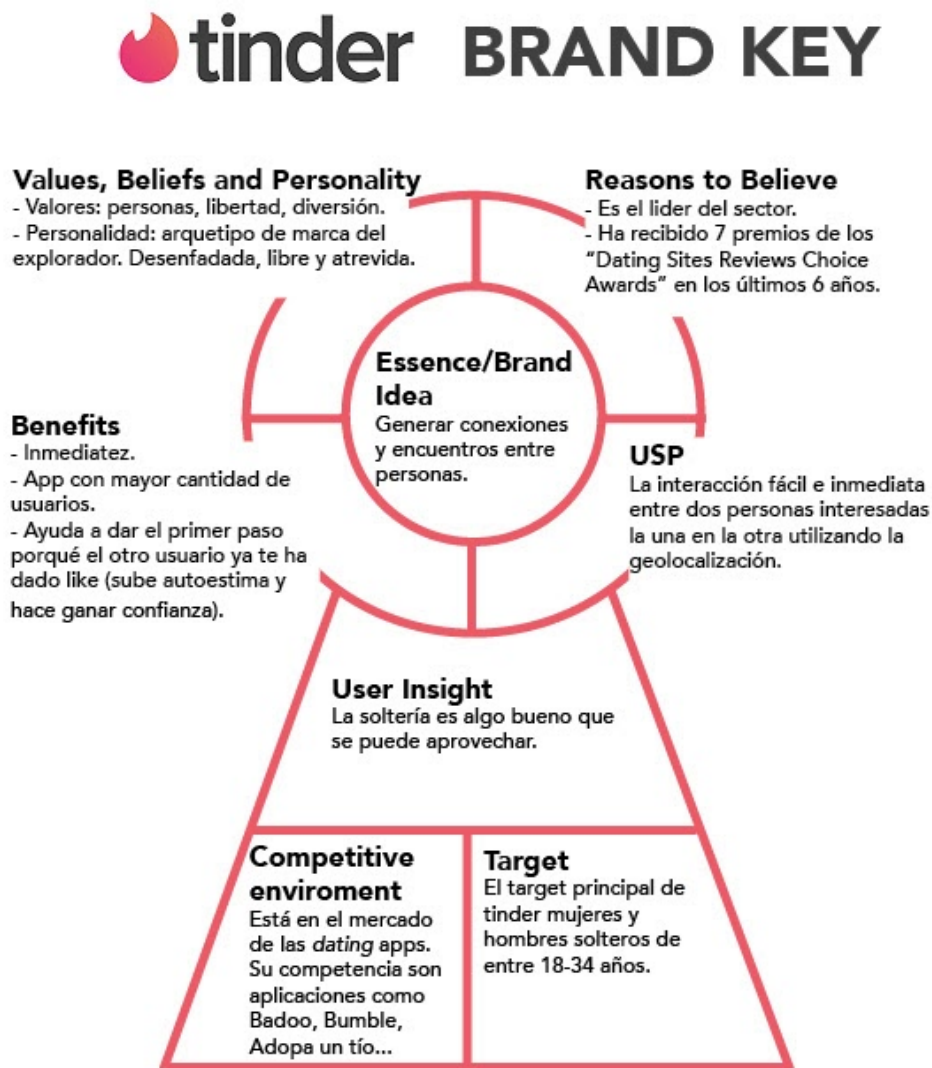 tinder BRAND KEY
Values, Beliefs and Personality
- Valores: personas, libertad, diversión.
- Personalidad: arquetipo de marca del
explorador. Desenfadada, libre y atrevida.
Reasons to Believe
- Es el lider del sector.
- Ha recibido 7 premios de los
“Dating Sites Reviews Choice
Awards” en los últimos 6 años.
Essence/Brand
Idea
Generar conexiones
y encuentros entre
personas.
Benefits
- Inmediatez.
- App con mayor cantidad de
usuarios.
- Ayuda a dar el primer paso
porqué el otro usuario ya te ha
dado like (sube autoestima y
hace ganar confianza).
USP
La interacción fácil e inmediata
entre dos personas interesadas
la una en la otra utilizando la
geolocalización.
User Insight
La soltería es algo bueno que
se puede aprovechar.
Competitive
enviroment
Está en el mercado
de las dating apps.
Su competencia son
aplicaciones como
Badoo, Bumble,
Adopa un tío...
Target
El target principal de
tinder mujeres y
hombres solteros de
entre 18-34 años.